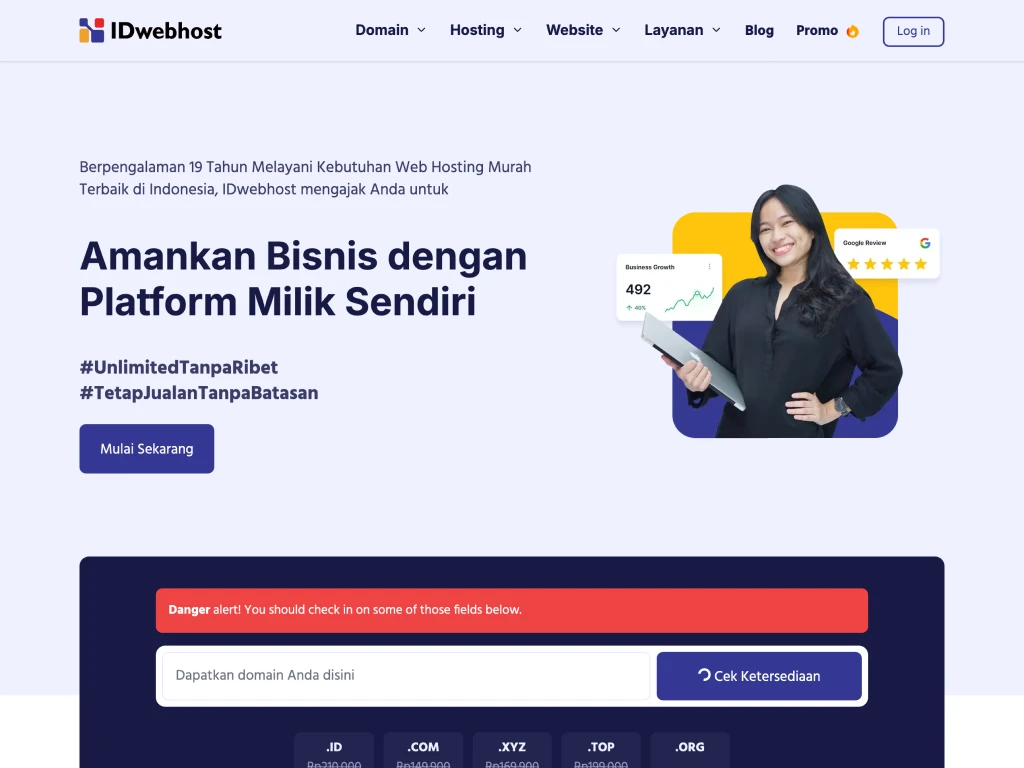 IDwebhost
Domain
Hosting
Website
Layanan
Blog
Promo
Log in
Berpengalaman 19 Tahun Melayani Kebutuhan Web Hosting Murah
Terbaik di Indonesia, IDwebhost mengajak Anda untuk
Amankan Bisnis dengan
Platform Milik Sendiri
#UnlimitedTanpaRibet
#TetapJualanTanpaBatasan
Mulai Sekarang
Business Growth
492
40%
Google Review
Danger alert! You should check in on some of those fields below.
Dapatkan domain Anda disini
Cek Ketersediaan
.ID
.COM
.XYZ
.TOP
.ORG
Rp210.000
Rp149.900
Rp169.900
Rp199.000